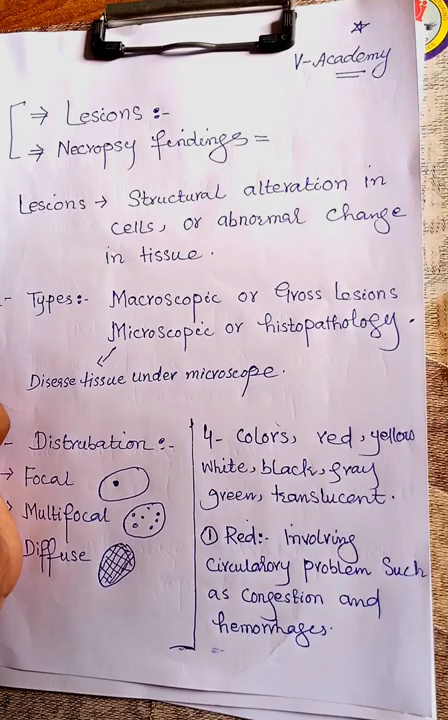 V-Academy
⇒ Lesions :-
⇒ Necropsy findings =
Lesions → Structural alteration in
cells, or abnormal change
in tissue.
- Types:- Macroscopic or Gross Lesions
Microscopic or histopathology.
Disease tissue under microscope.
- Distrubation :-
→ Focal
Multifocal
Diffuse
4- Colors, red, yellow
white, black, gray
green, translucent.
① Red:- Involving
Circulalory problem Such
as Congestion and
hemorrhages.